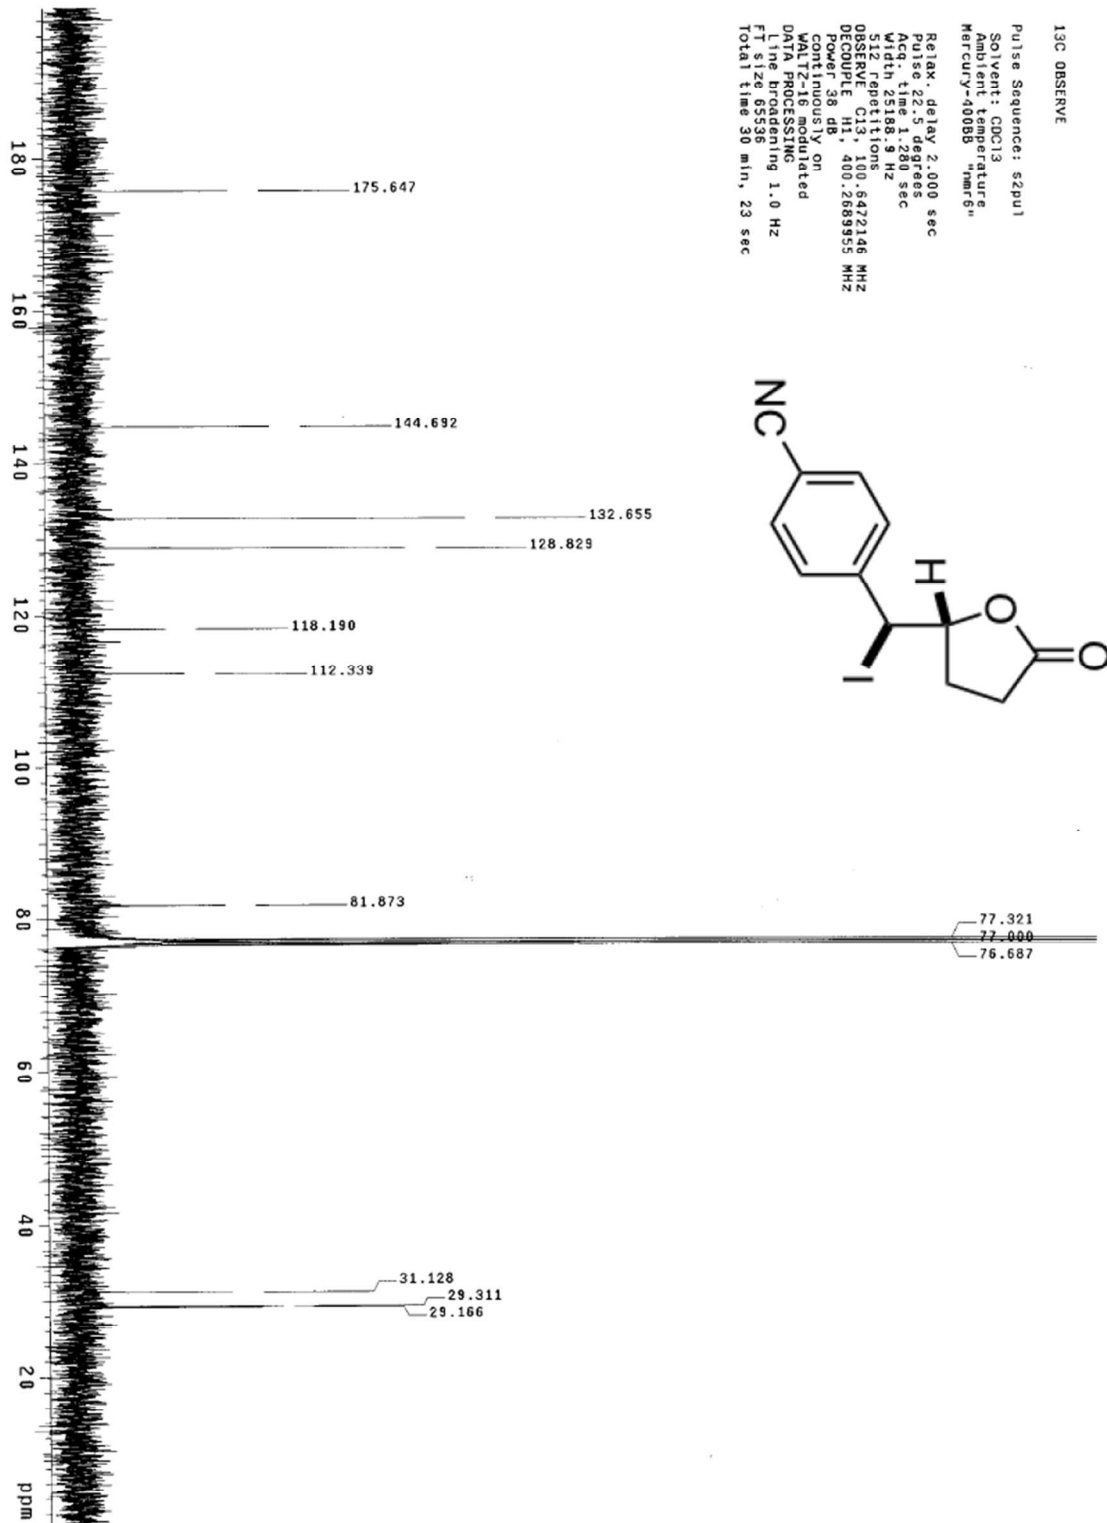 13C OBSERVE
Pulse Sequence: s2pul
Solvent: CDCl3
Ambient temperature
Mercury-400BB "nmr6"
Relax. delay 2.000 sec
Pulse 22.5 degrees
Acq. time 1.280 sec
Width 25188.9 Hz
512 repetitions
OBSERVE C13, 100.6472146 MHz
DECOUPLE H1, 400.2689955 MHz
Power 38 dB
continuously on
WALTZ-16 modulated
DATA PROCESSING
Line broadening 1.0 Hz
FT size 65536
Total time 30 min, 23 sec
NC
H
I
O
O
175.647
144.692
132.655
128.829
118.190
112.339
81.873
77.321
77.000
76.687
31.128
29.311
29.166
180
160
140
120
100
80
60
40
20
ppm